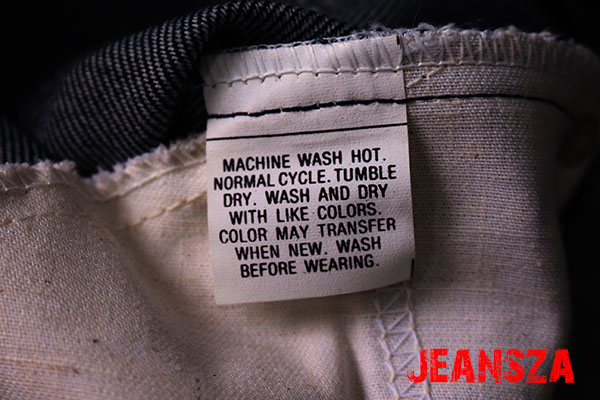 MACHINE WASH HOT.
NORMAL CYCLE. TUMBLE
DRY. WASH AND DRY
WITH LIKE COLORS.
COLOR MAY TRANSFER
WHEN NEW. WASH
BEFORE WEARING.
JEANSZA